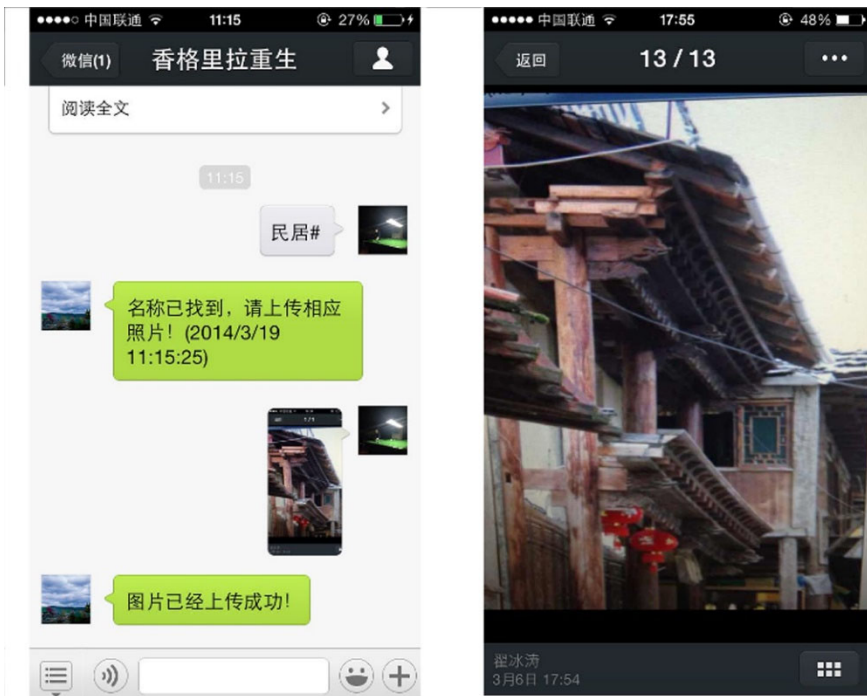 中国联通 11:15 27%
微信(1) 香格里拉重生
阅读全文
11:15
民居#
名称已找到，请上传相应
照片！(2014/3/19
11:15:25)
图片已经上传成功！
中国联通 17:55 48%
返回 13 / 13
翟冰涛
3月6日 17:54